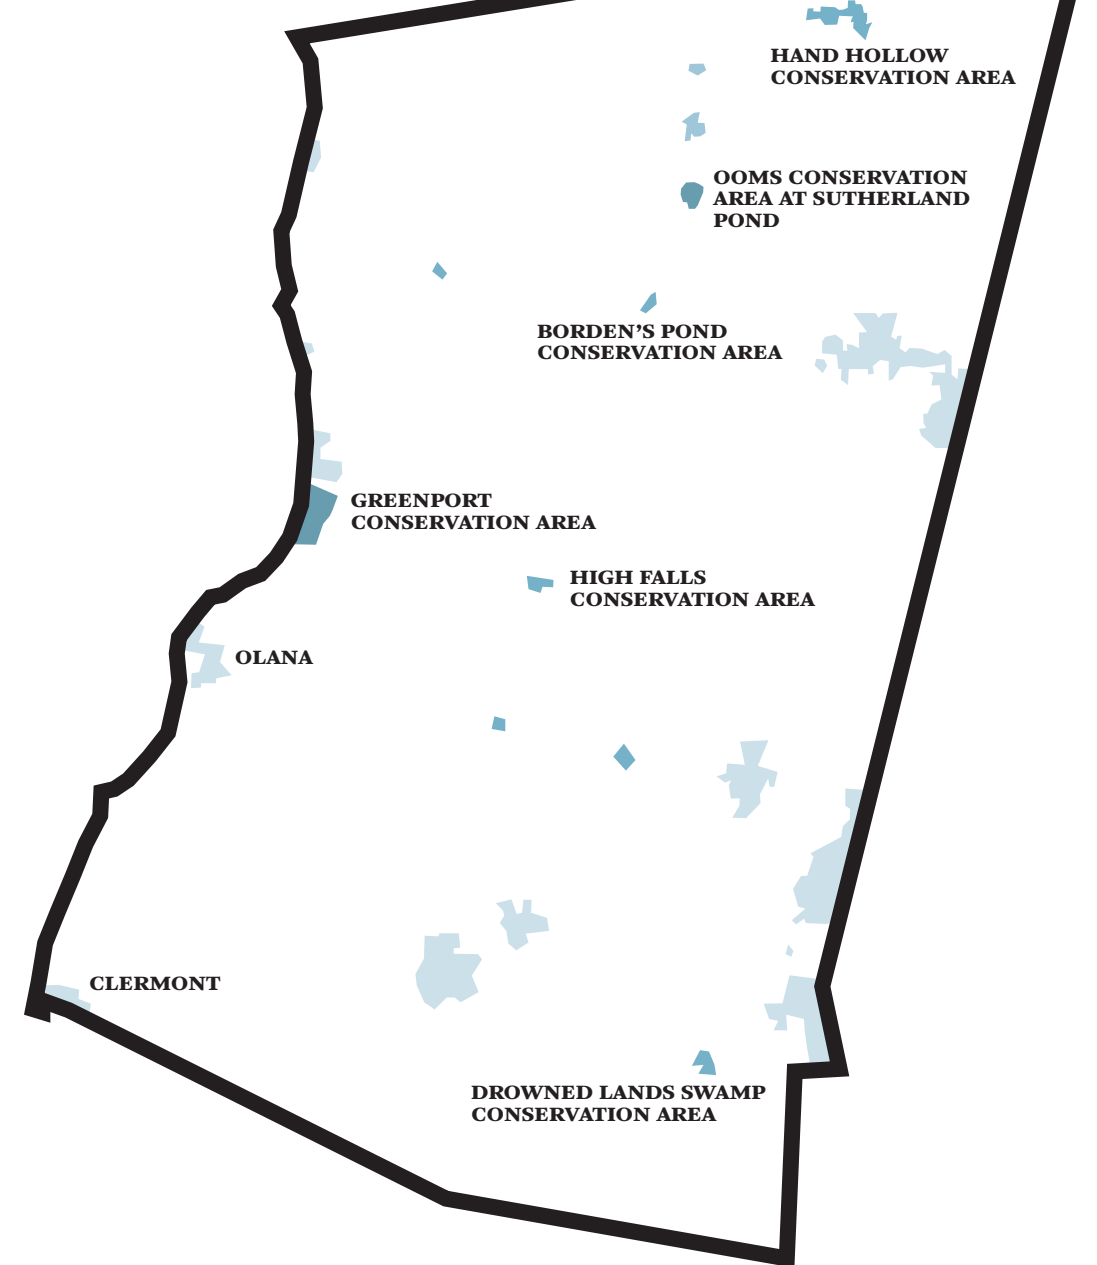 HAND HOLLOW
CONSERVATION AREA
OOMS CONSERVATION
AREA AT SUTHERLAND
POND
BORDEN’S POND
CONSERVATION AREA
GREENPORT
CONSERVATION AREA
HIGH FALLS
CONSERVATION AREA
OLANA
CLERMONT
DROWNED LANDS SWAMP
CONSERVATION AREA